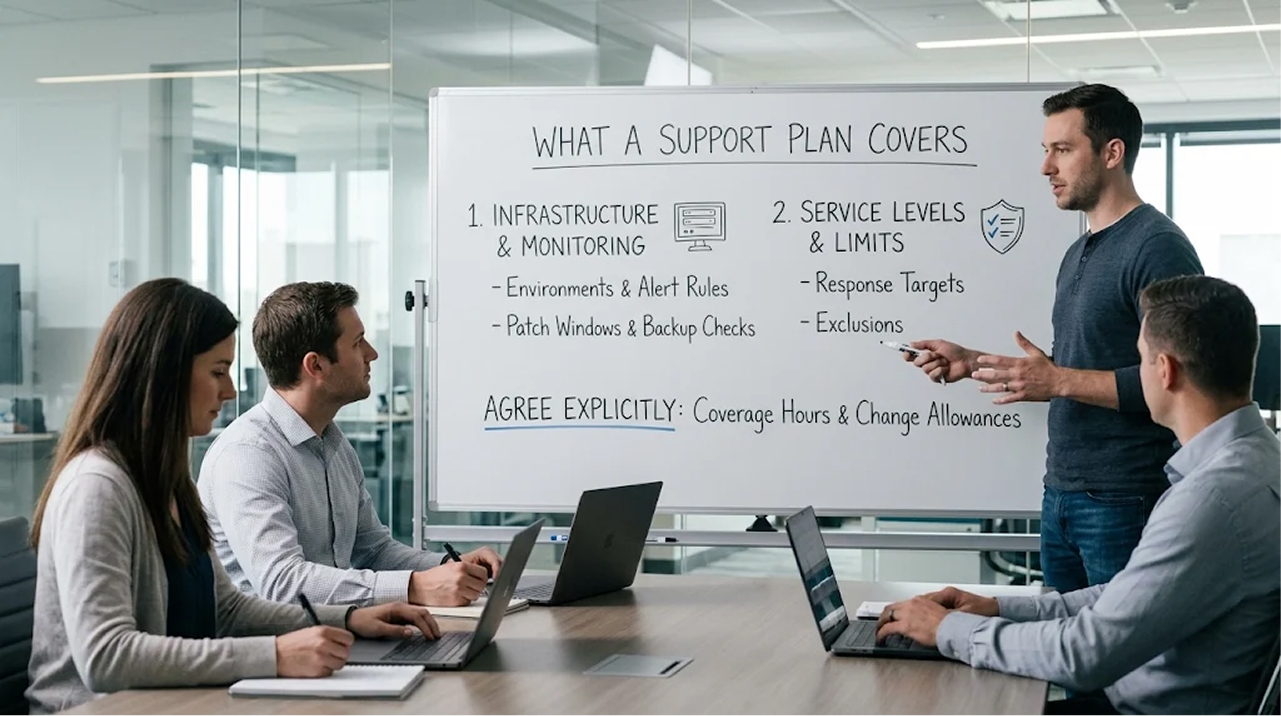 WHAT A SUPPORT PLAN COVERS
1. INFRASTRUCTURE
& MONITORING
- Environments & Alert Rules
- Patch Windows & Backup Checks
2. SERVICE LEVELS
& LIMITS
- Response Targets
- Exclusions
AGREE EXPLICITLY: Coverage Hours & Change Allowances